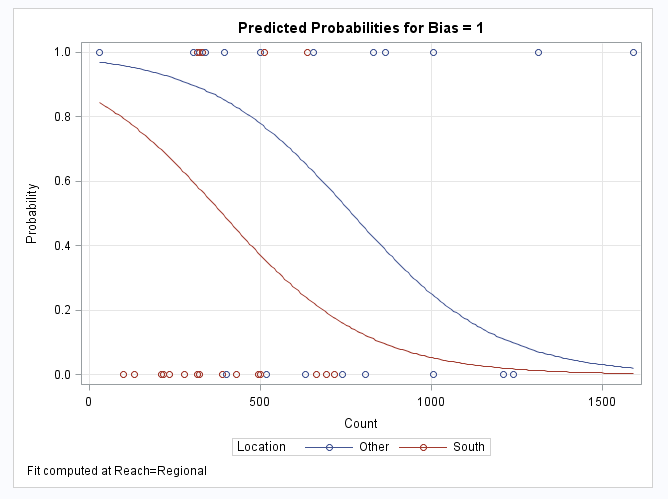 Predicted Probabilities for Bias = 1
1.0
0.8
0.6
0.4
0.2
0.0
Probability
0 500 1000 1500
Count
Location Other South
Fit computed at Reach=Regional